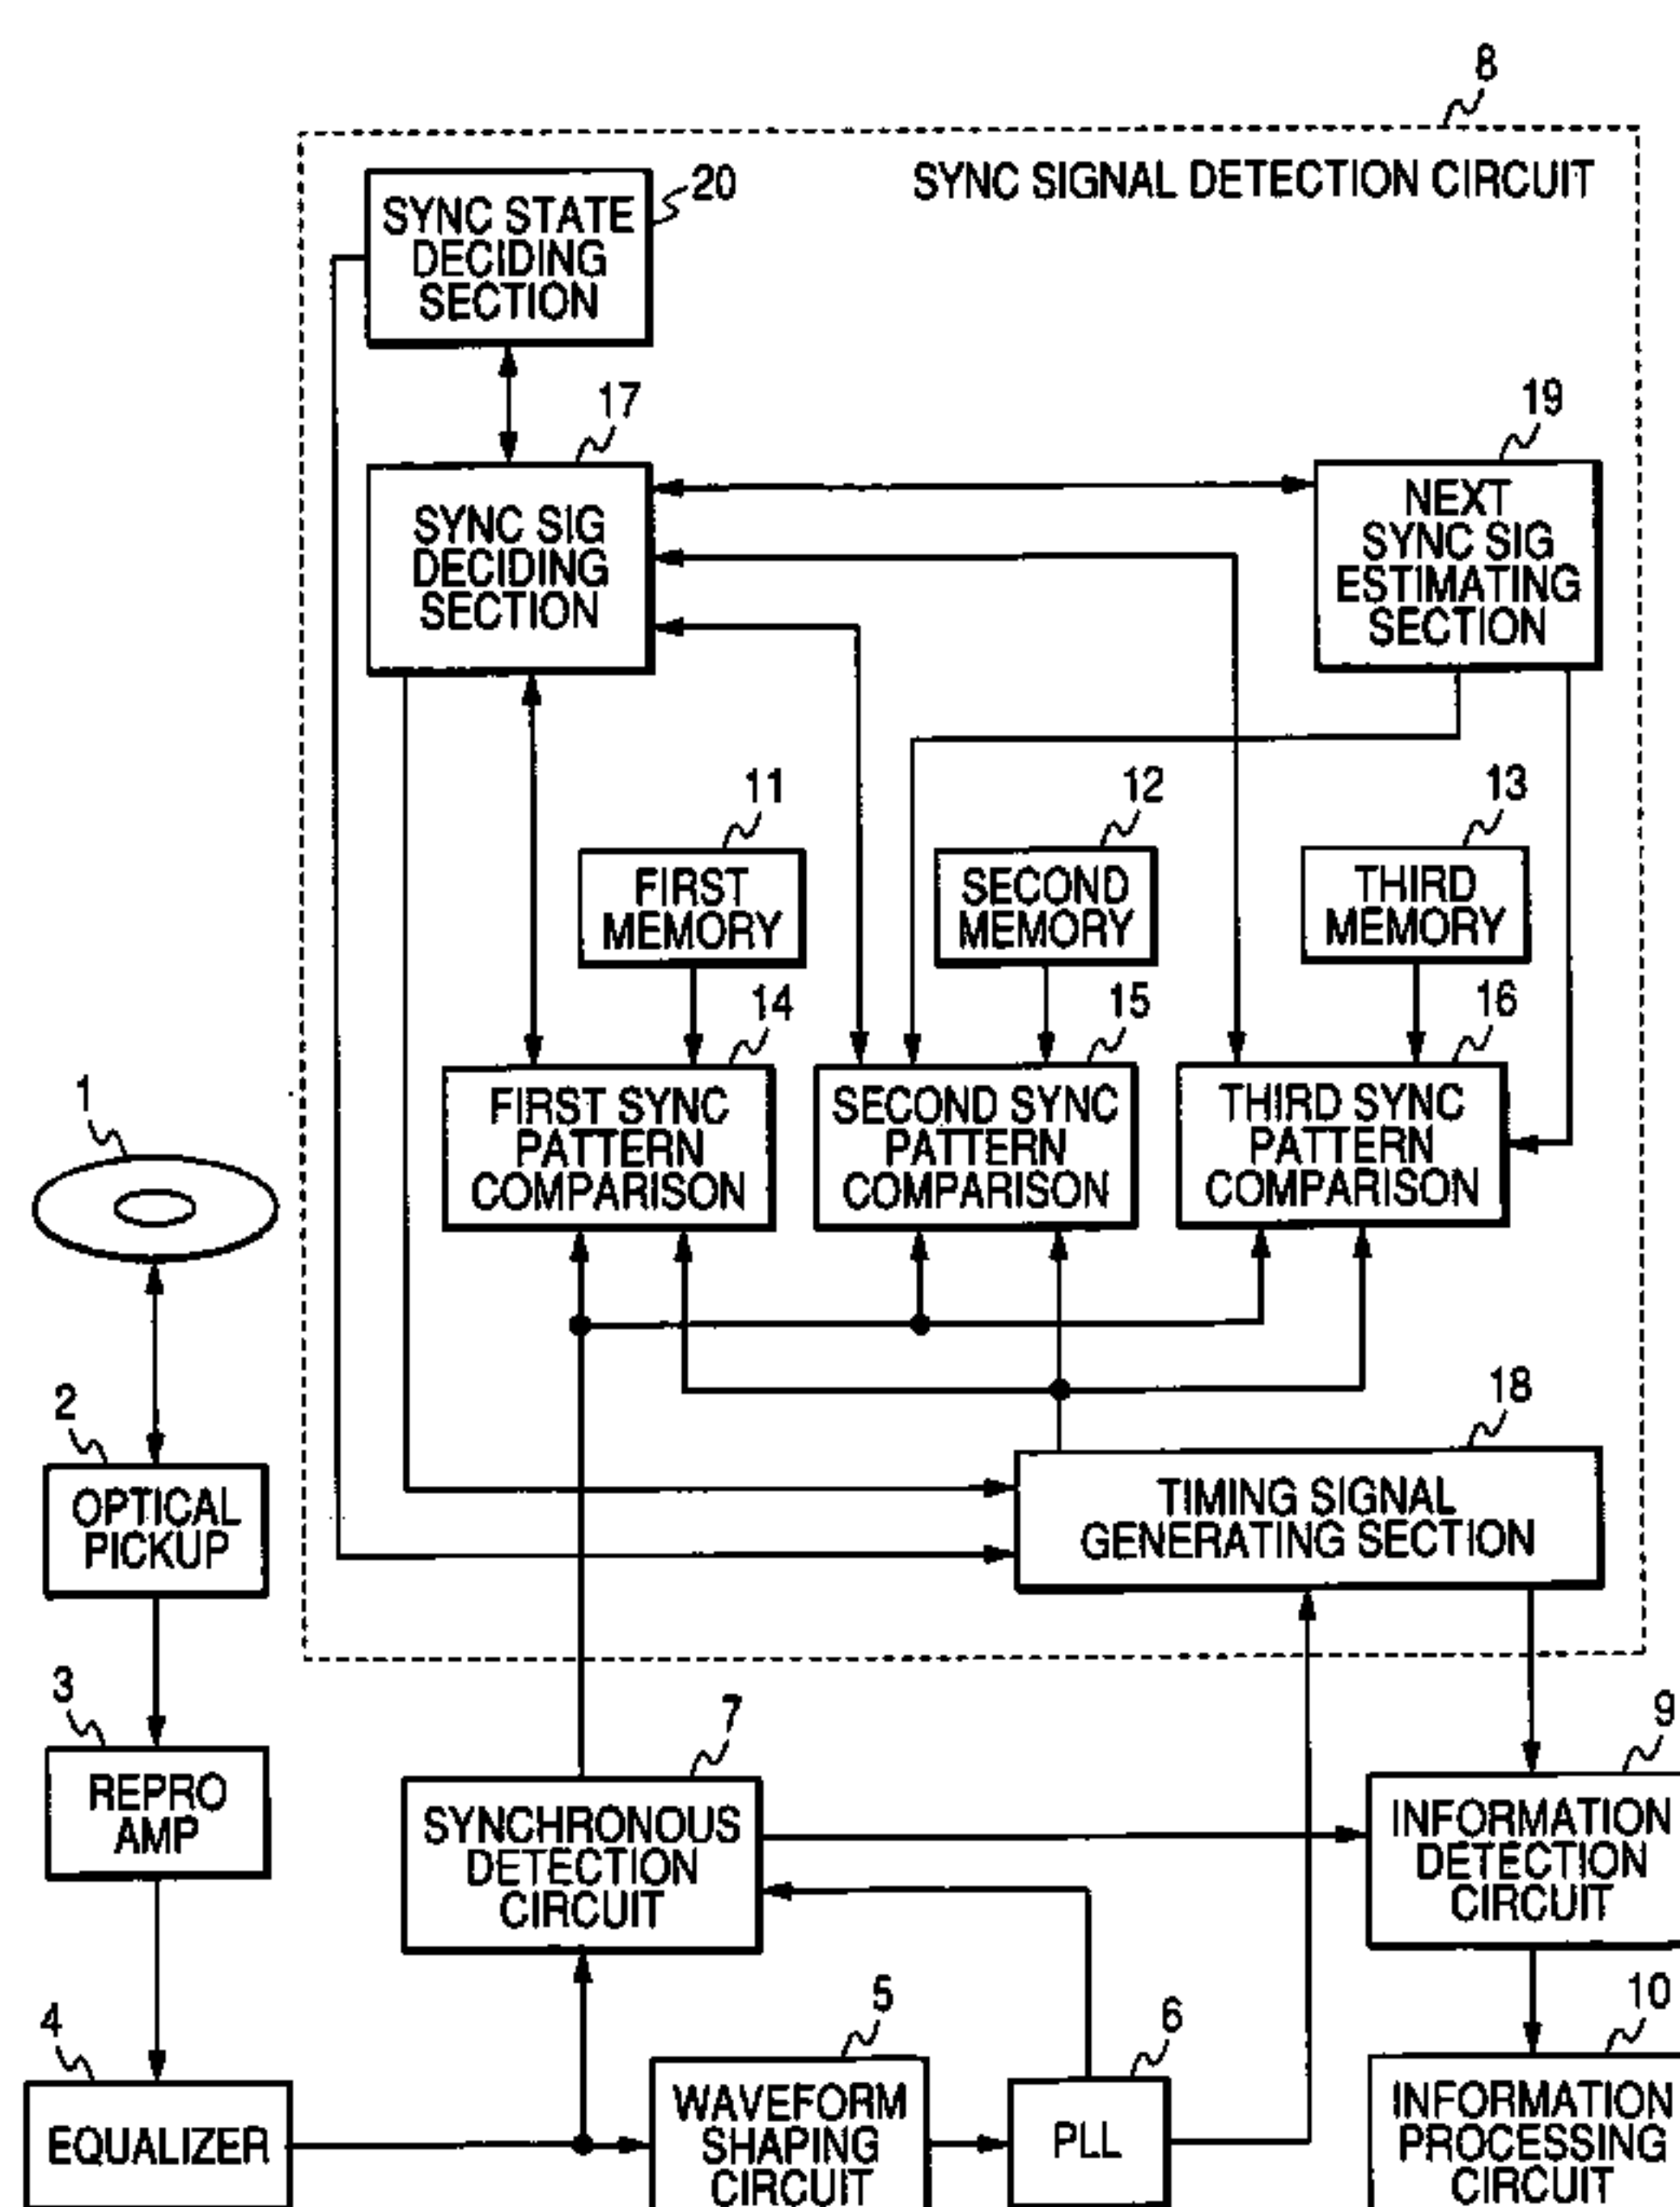 8
SYNC SIGNAL DETECTION CIRCUIT
20
SYNC STATE
DECIDING
SECTION
17
19
SYNC SIG
DECIDING
SECTION
NEXT
SYNC SIG
ESTIMATING
SECTION
11
12
13
FIRST
MEMORY
SECOND
MEMORY
THIRD
MEMORY
14
15
16
FIRST SYNC
PATTERN
COMPARISON
SECOND SYNC
PATTERN
COMPARISON
THIRD SYNC
PATTERN
COMPARISON
1
2
OPTICAL
PICKUP
18
TIMING SIGNAL
GENERATING SECTION
3
REPRO
AMP
7
SYNCHRONOUS
DETECTION
CIRCUIT
9
INFORMATION
DETECTION
CIRCUIT
4
EQUALIZER
5
WAVEFORM
SHAPING
CIRCUIT
6
PLL
10
INFORMATION
PROCESSING
CIRCUIT